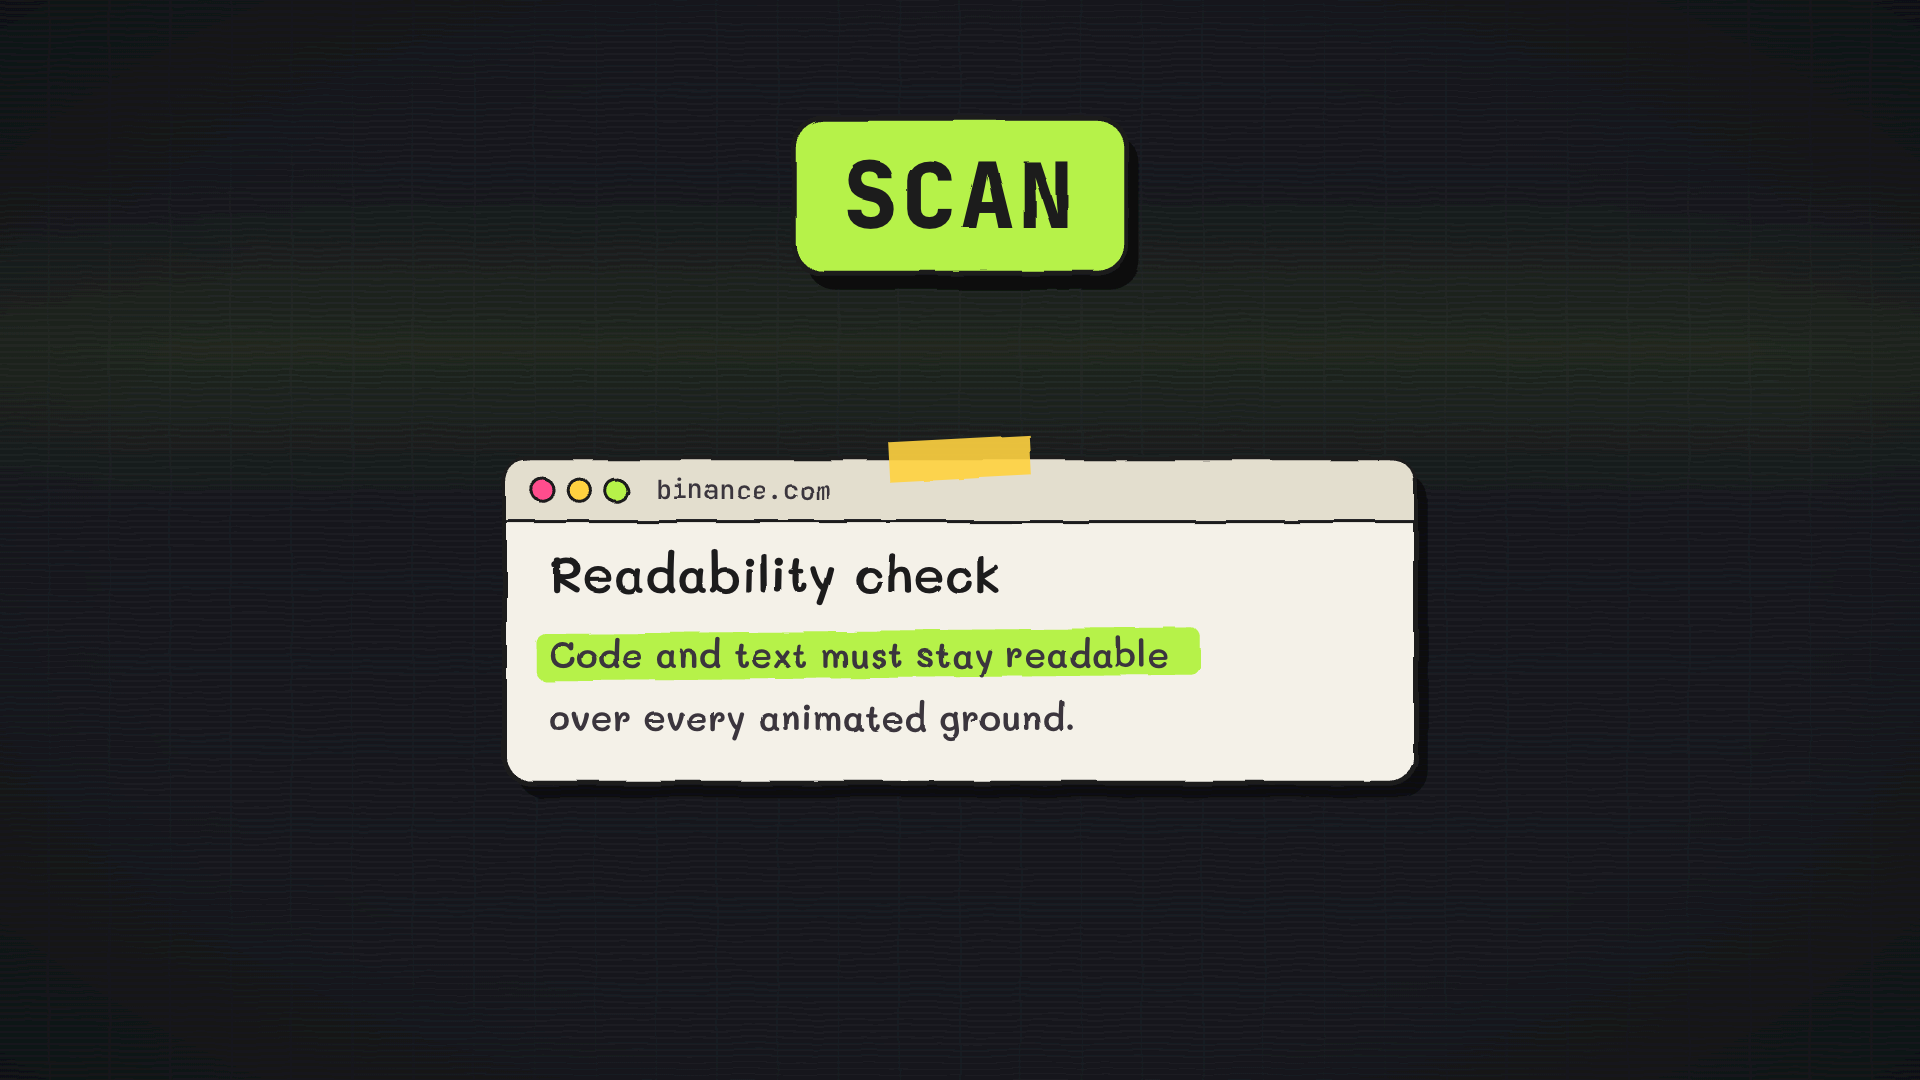 SCAN
binance.com
Readability check
Code and text must stay readable
over every animated ground.